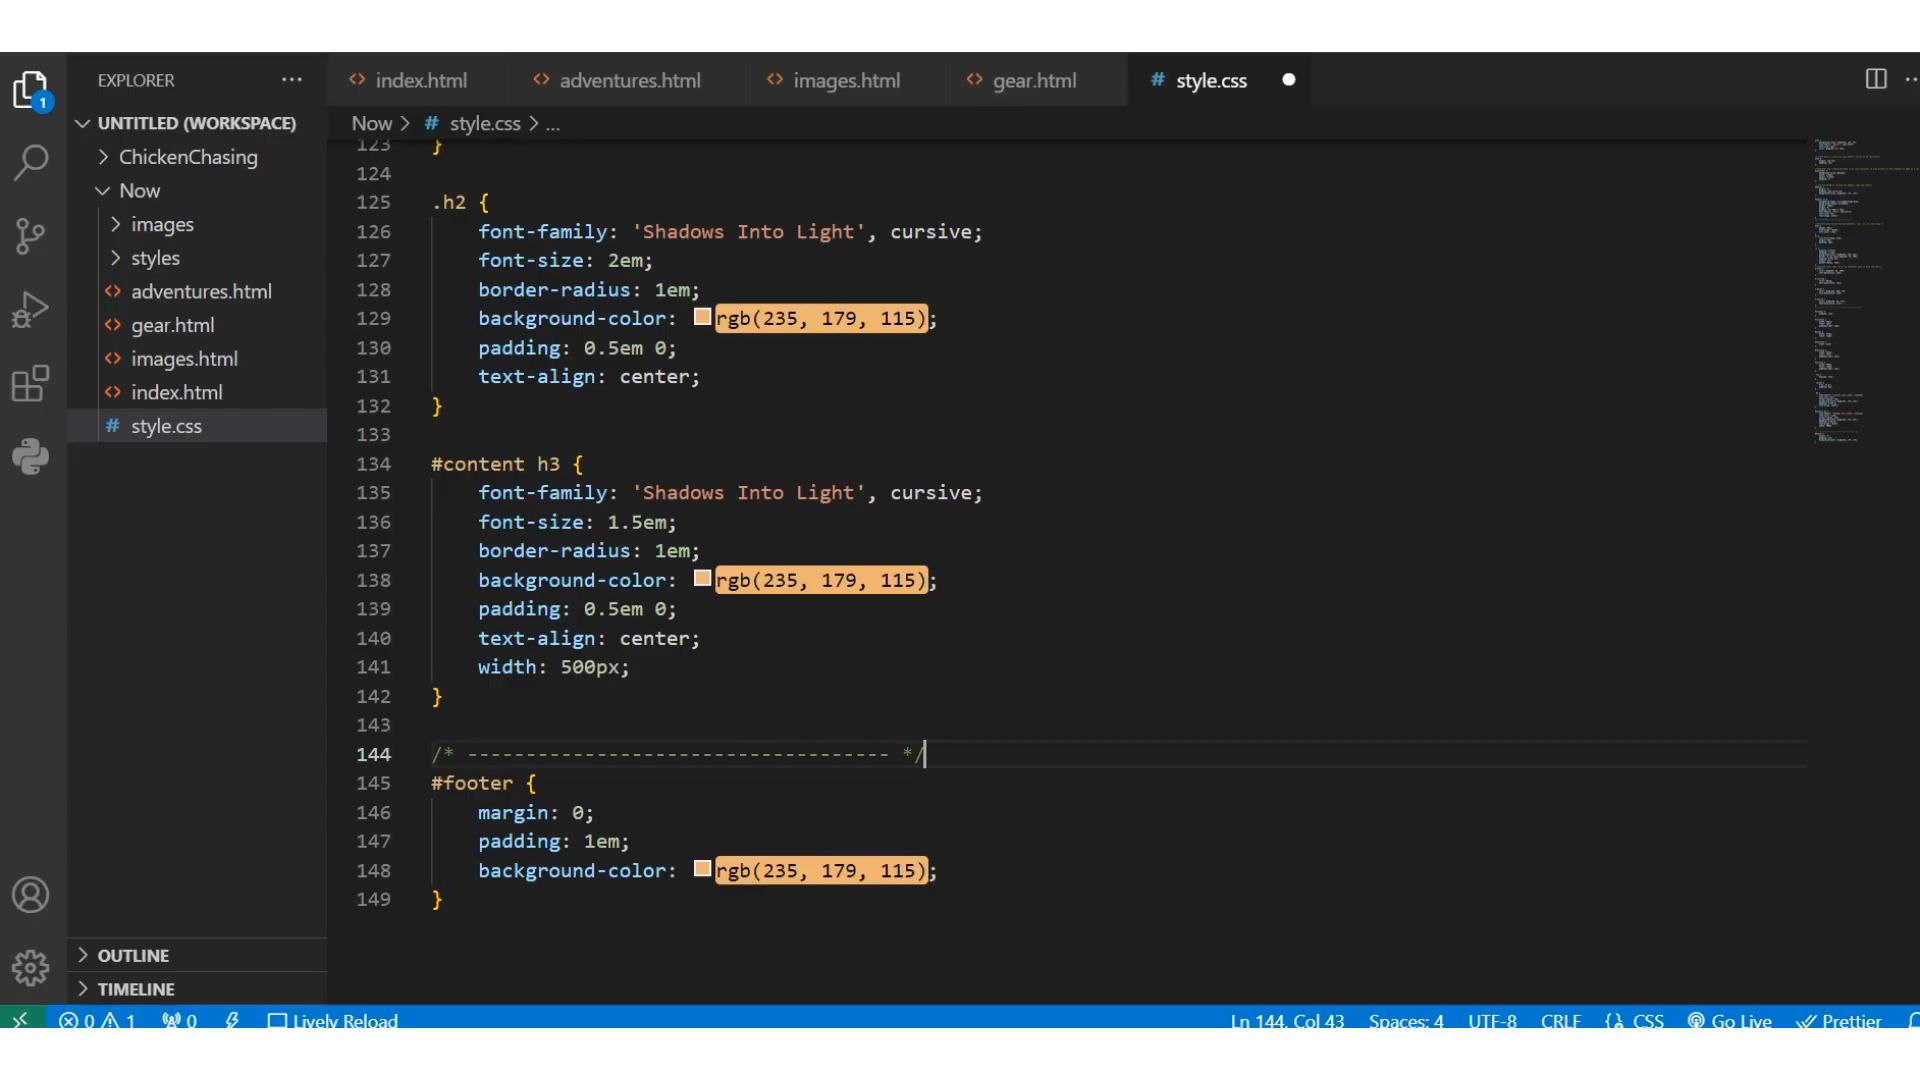 EXPLORER
index.html
adventures.html
images.html
gear.html
# style.css
1
UNTITLED (WORKSPACE)
ChickenChasing
Now
images
styles
adventures.html
gear.html
images.html
index.html
# style.css
OUTLINE
TIMELINE
Now > # style.css > ...
123 }
124
125 .h2 {
126 font-family: 'Shadows Into Light', cursive;
127 font-size: 2em;
128 border-radius: 1em;
129 background-color: rgb(235, 179, 115);
130 padding: 0.5em 0;
131 text-align: center;
132 }
133
134 #content h3 {
135 font-family: 'Shadows Into Light', cursive;
136 font-size: 1.5em;
137 border-radius: 1em;
138 background-color: rgb(235, 179, 115);
139 padding: 0.5em 0;
140 text-align: center;
141 width: 500px;
142 }
143
144 /* ------------------------------------ */
145 #footer {
146 margin: 0;
147 padding: 1em;
148 background-color: rgb(235, 179, 115);
149 }
0 1 0 Lively Reload Ln 144, Col 43 Spaces: 4 UTF-8 CRLF {} CSS Go Live Prettier